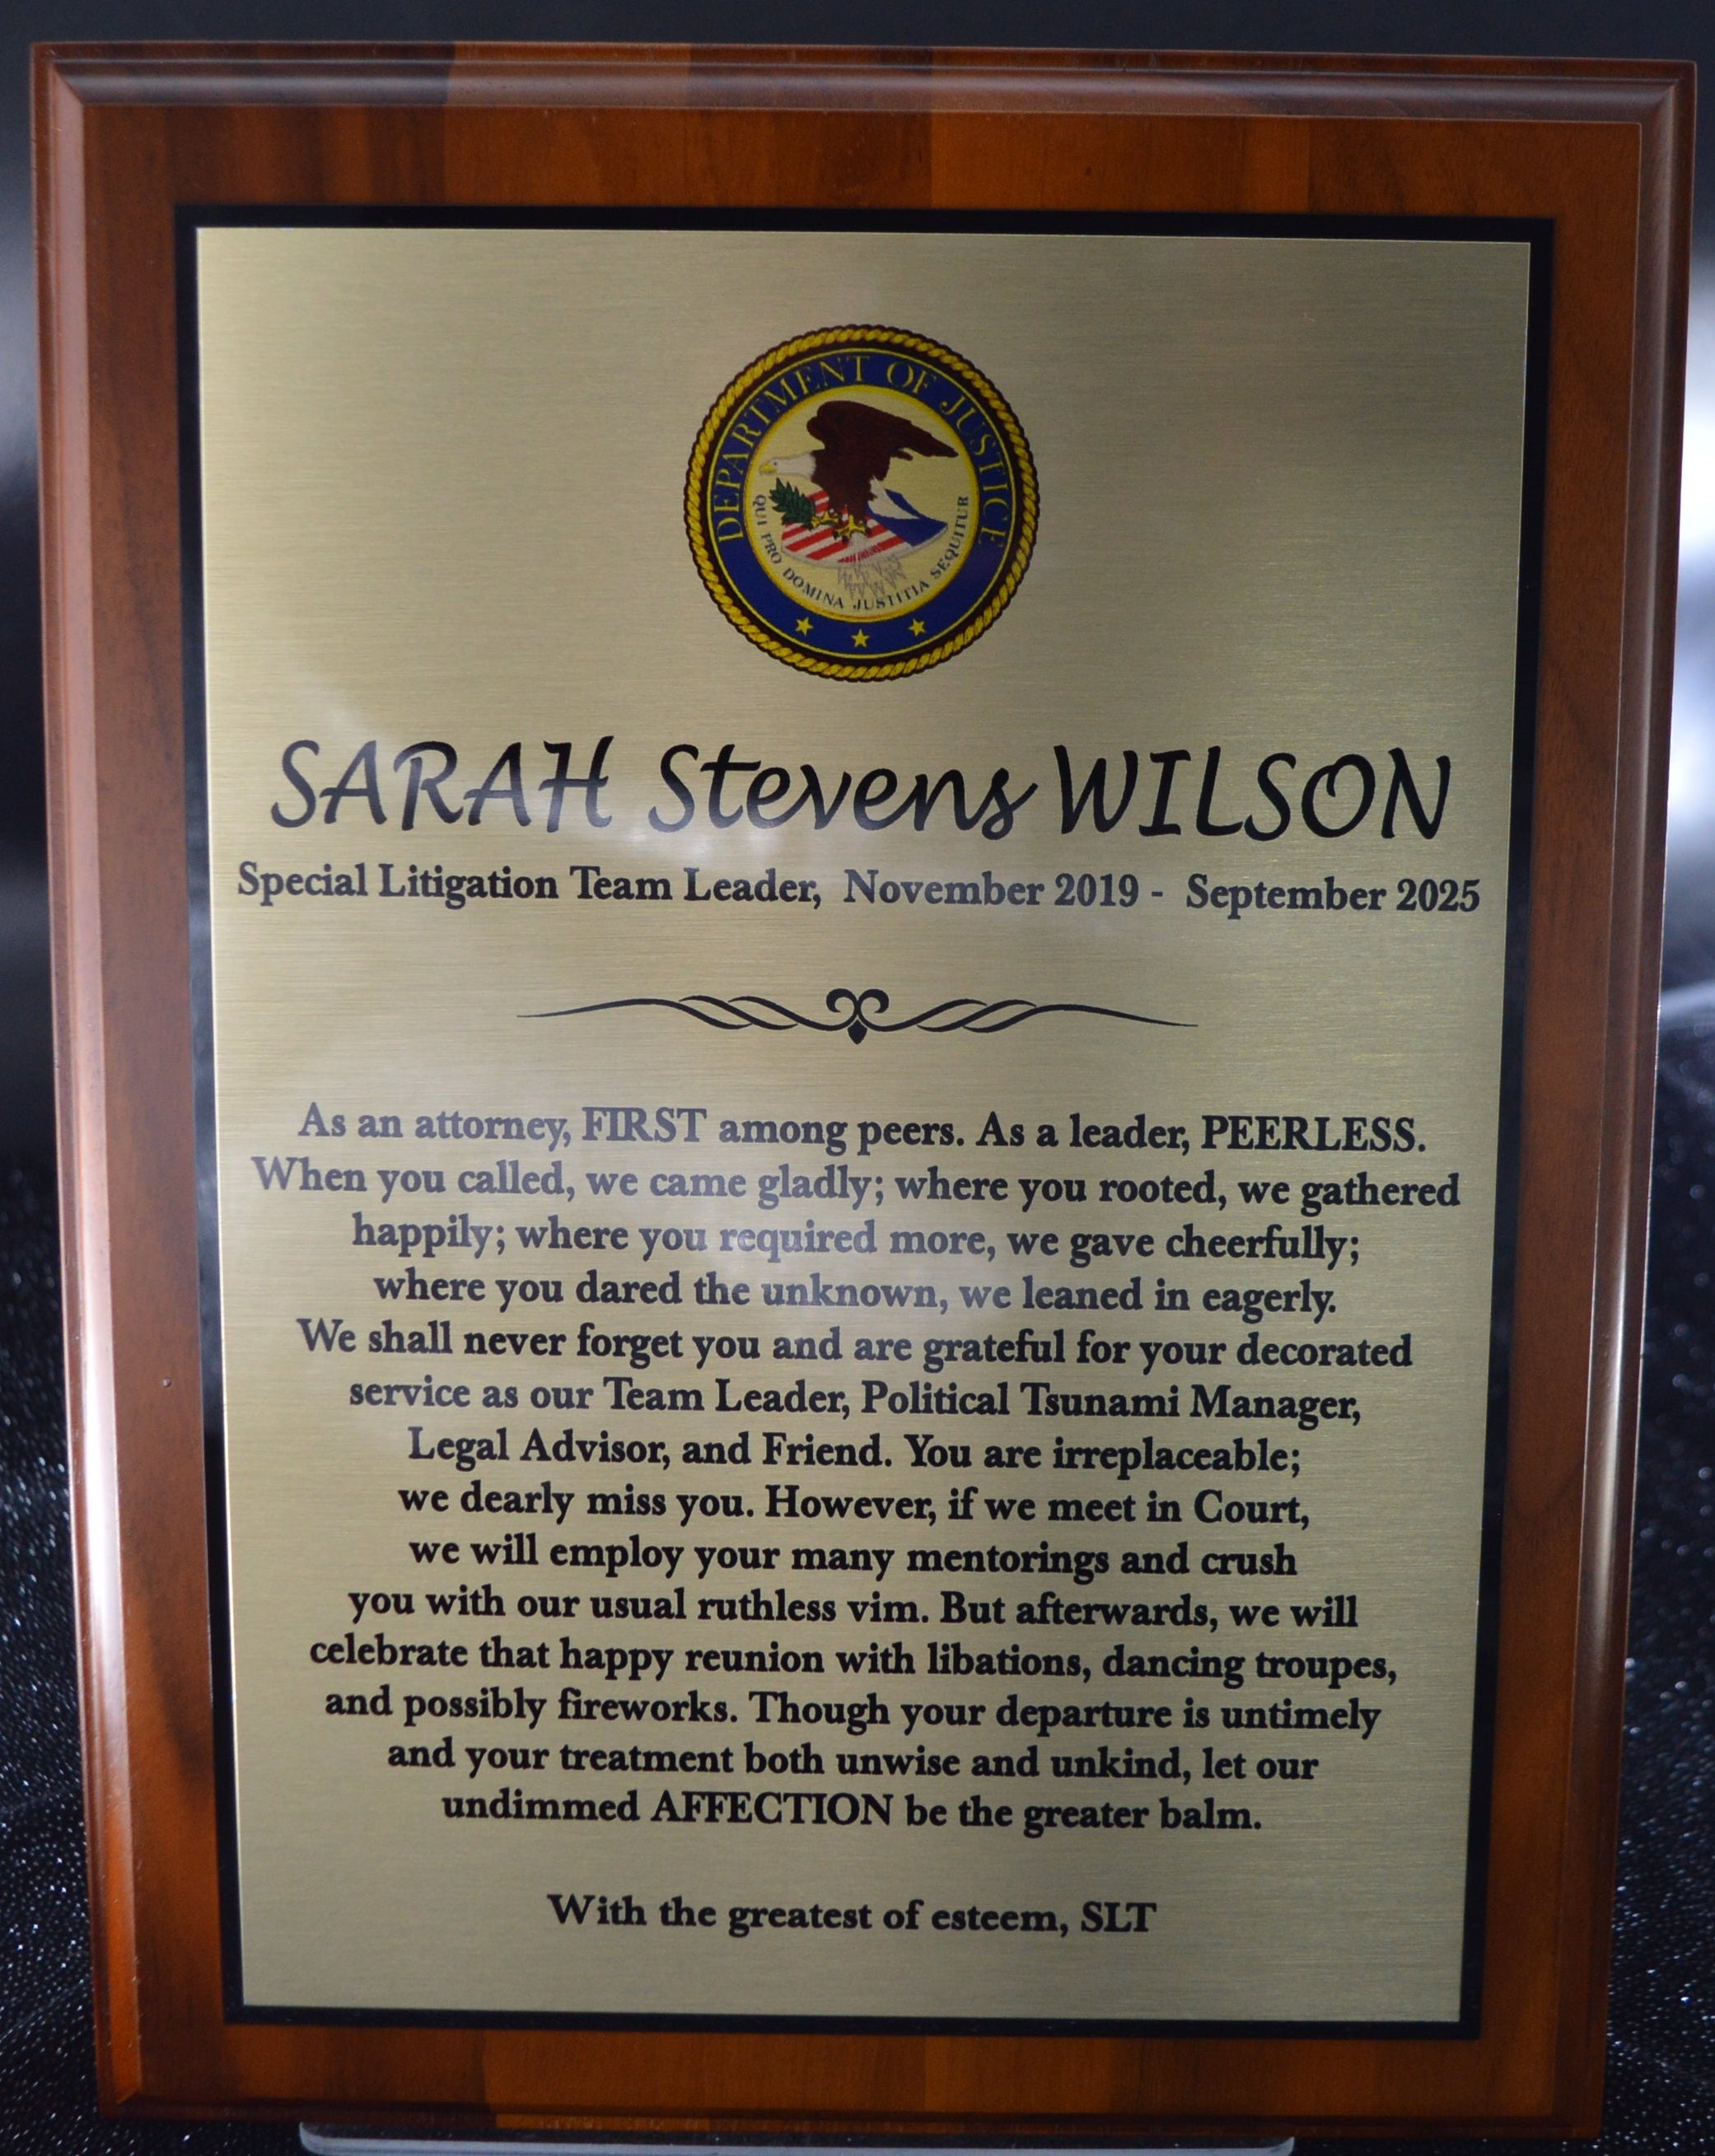 DEPARTMENT OF JUSTICE
QUI PRO DOMINA JUSTITIA SEQUITUR
SARAH Stevens WILSON
Special Litigation Team Leader, November 2019 - September 2025
As an attorney, FIRST among peers. As a leader, PEERLESS.
When you called, we came gladly; where you rooted, we gathered
happily; where you required more, we gave cheerfully;
where you dared the unknown, we leaned in eagerly.
We shall never forget you and are grateful for your decorated
service as our Team Leader, Political Tsunami Manager,
Legal Advisor, and Friend. You are irreplaceable;
we dearly miss you. However, if we meet in Court,
we will employ your many mentorings and crush
you with our usual ruthless vim. But afterwards, we will
celebrate that happy reunion with libations, dancing troupes,
and possibly fireworks. Though your departure is untimely
and your treatment both unwise and unkind, let our
undimmed AFFECTION be the greater balm.
With the greatest of esteem, SLT